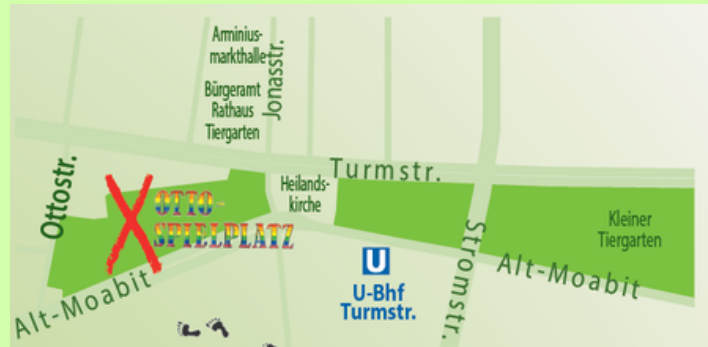 Arminius-
markthalle
Bürgeramt
Rathaus
Tiergarten
Jonasstr.
Ottostr.
OTTO-
SPIELPLATZ
Heilands-
kirche
Turmstr.
Kleiner
Tiergarten
Alt-Moabit
U
U-Bhf
Turmstr.
Stromstr.
Alt-Moabit